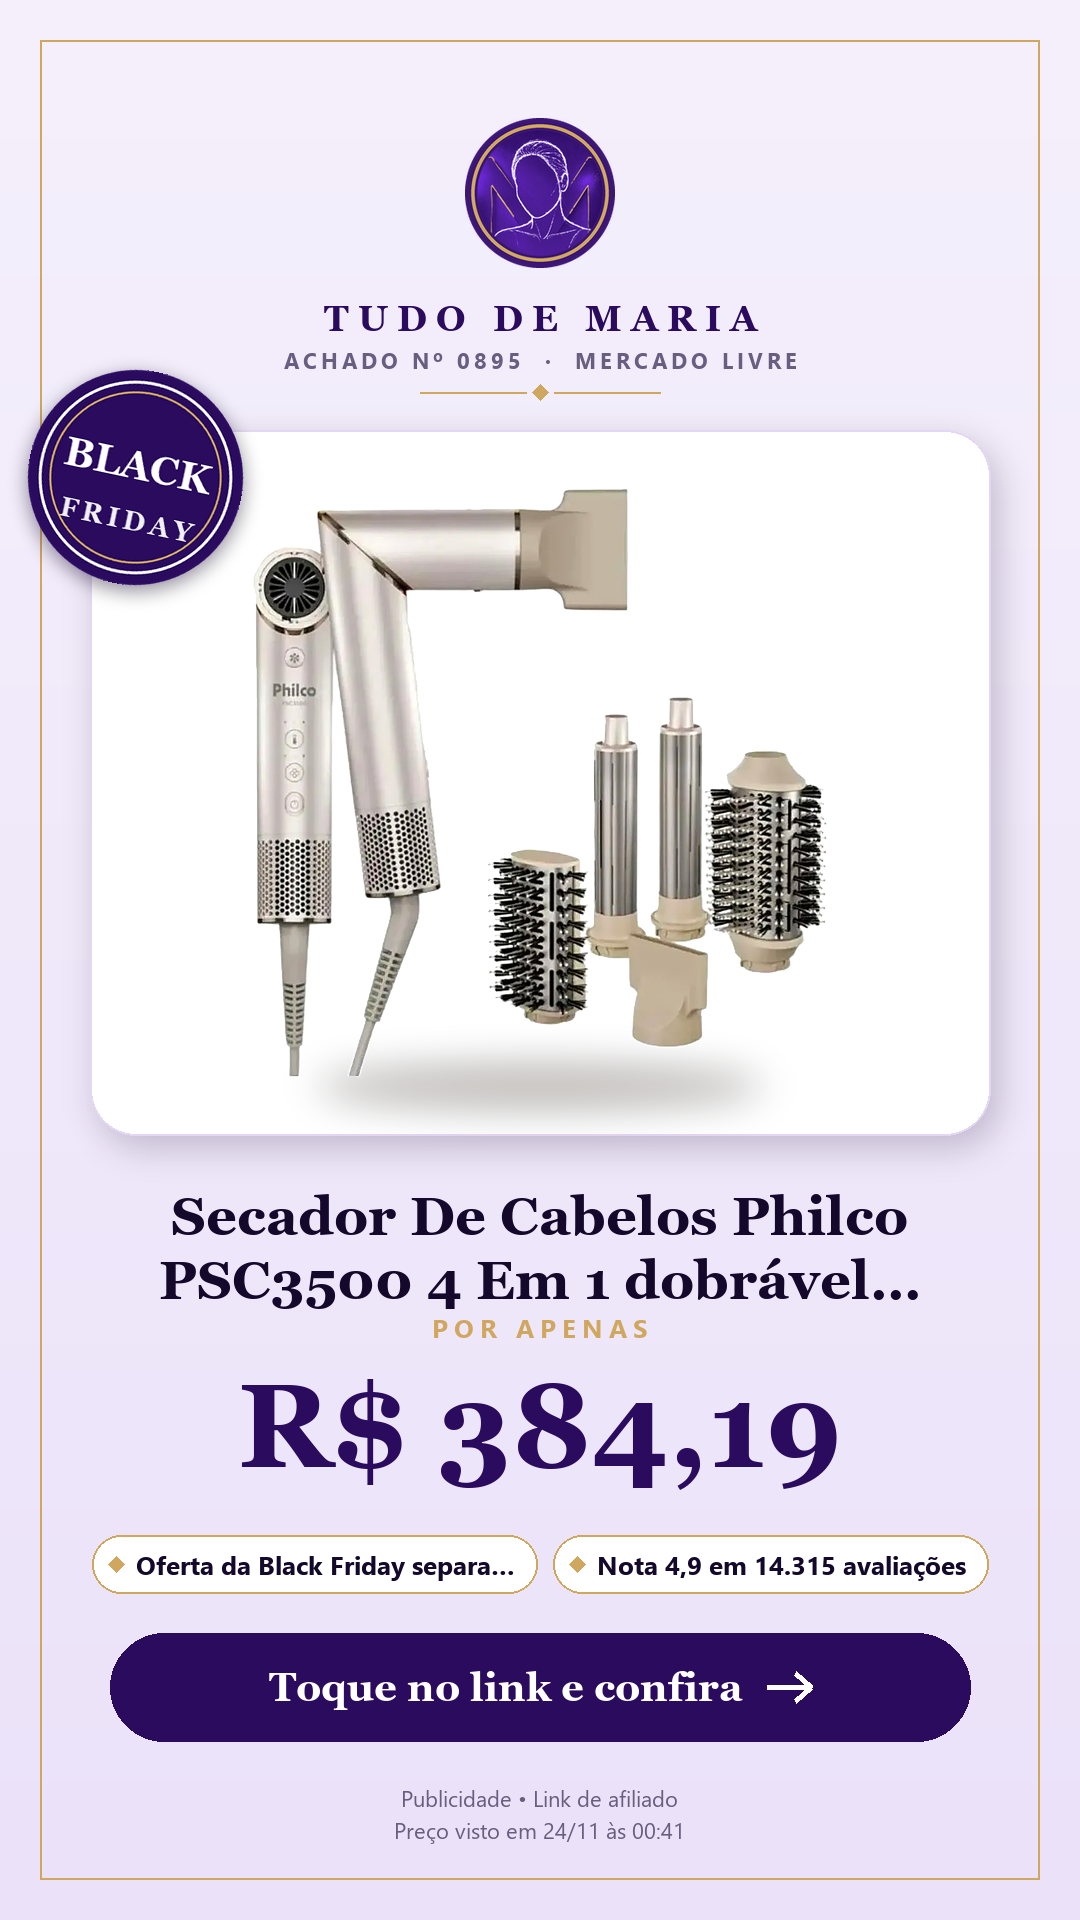 TUDO DE MARIA
ACHADO Nº 0895 · MERCADO LIVRE
BLACK
FRIDAY
Philco
Secador De Cabelos Philco
PSC3500 4 Em 1 dobrável...
POR APENAS
R$ 384,19
Oferta da Black Friday separa...
Nota 4,9 em 14.315 avaliações
Toque no link e confira →
Publicidade • Link de afiliado
Preço visto em 24/11 às 00:41